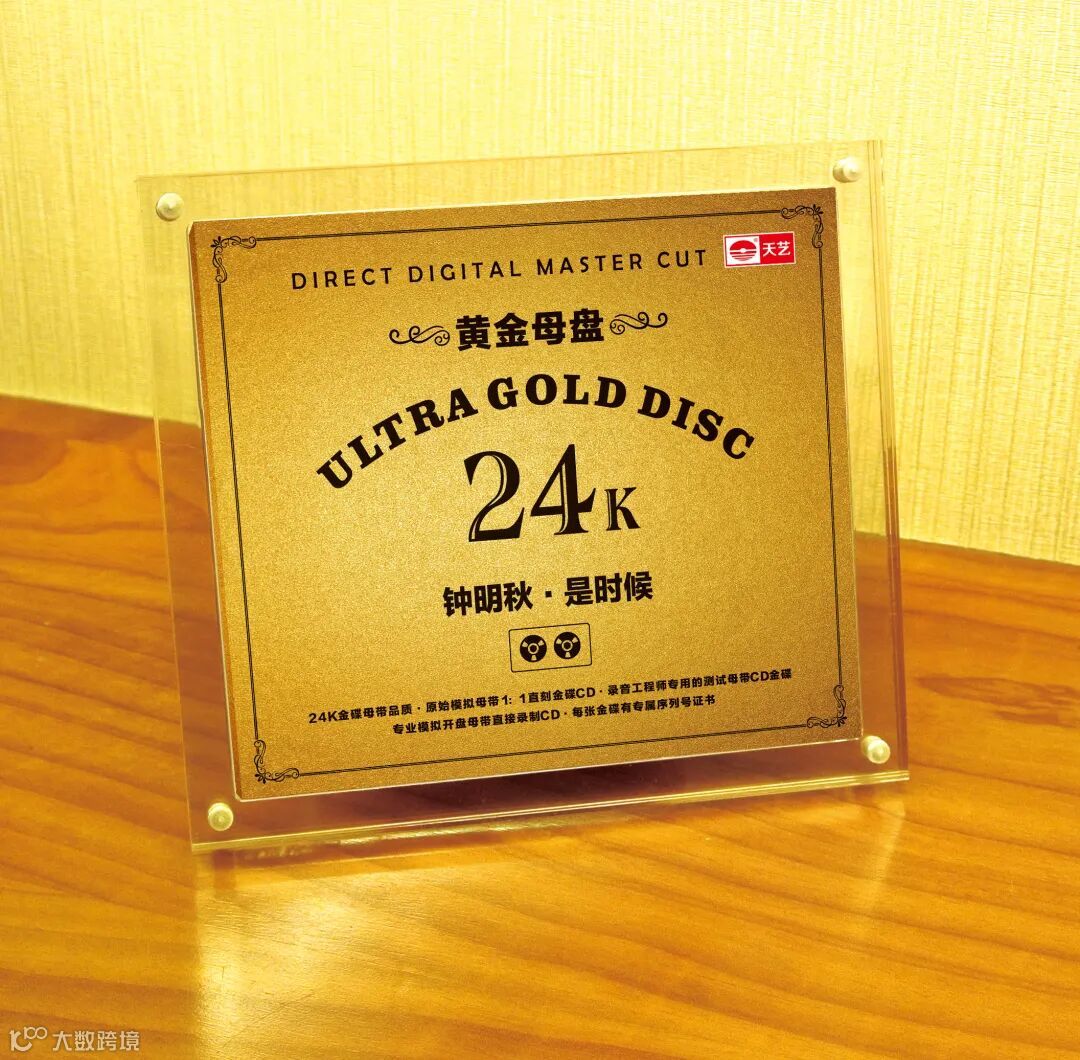 DIRECT DIGITAL MASTER CUT
天艺
黄金母盘
ULTRA GOLD DISC
24K
钟明秋·是时候
24K金碟母带品质·原始模拟母带1：1直刻金碟CD·录音工程师专用的测试母带CD金碟
专业模拟开盘母带直接录制CD·每张金碟有专属序列号证书
大数跨境